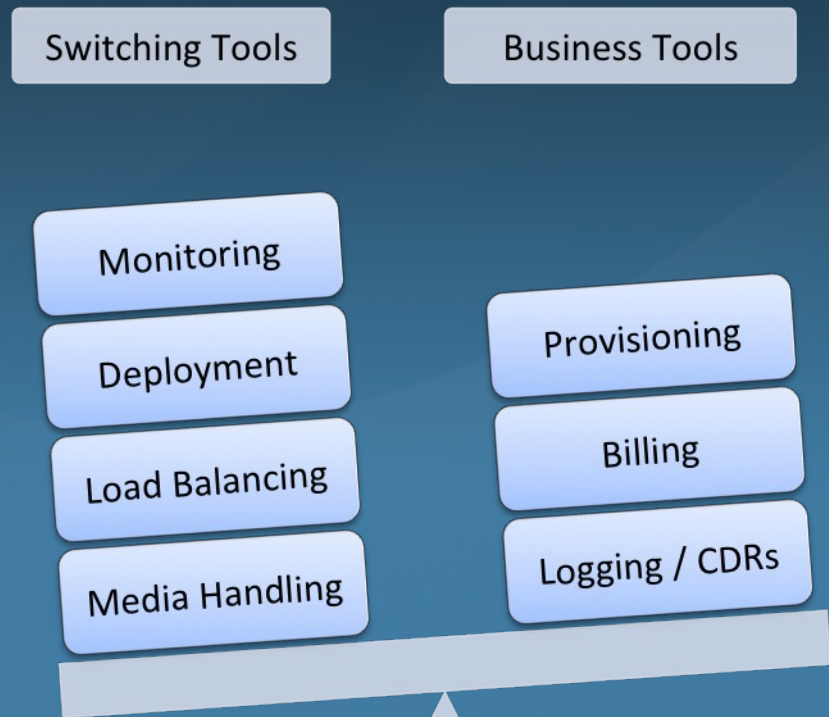 Switching Tools
Business Tools
Monitoring
Deployment
Load Balancing
Media Handling
Provisioning
Billing
Logging / CDRs